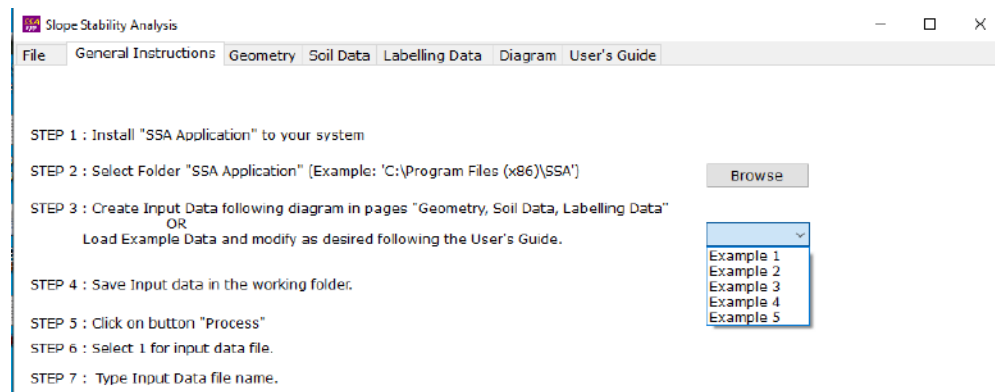 SSA
APP
Slope Stability Analysis
File General Instructions Geometry Soil Data Labelling Data Diagram User's Guide
STEP 1 : Install "SSA Application" to your system
STEP 2 : Select Folder "SSA Application" (Example: 'C:\Program Files (x86)\SSA')
Browse
STEP 3 : Create Input Data following diagram in pages "Geometry, Soil Data, Labelling Data"
OR
Load Example Data and modify as desired following the User's Guide.
Example 1
Example 2
Example 3
Example 4
Example 5
STEP 4 : Save Input data in the working folder.
STEP 5 : Click on button "Process"
STEP 6 : Select 1 for input data file.
STEP 7 : Type Input Data file name.